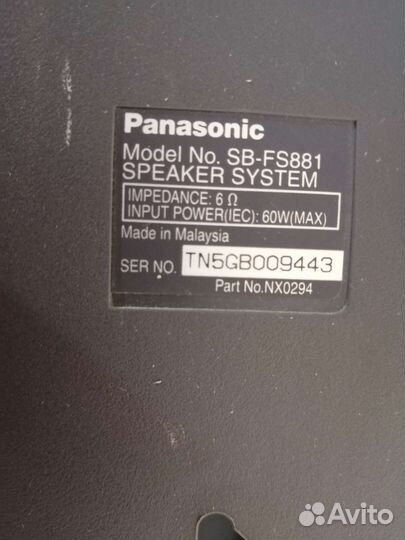 Panasonic
Model No. SB-FS881
SPEAKER SYSTEM
IMPEDANCE: 6 Ω
INPUT POWER(IEC): 60W(MAX)
Made in Malaysia
SER NO. TN5GB009443
Part No.NX0294
Avito